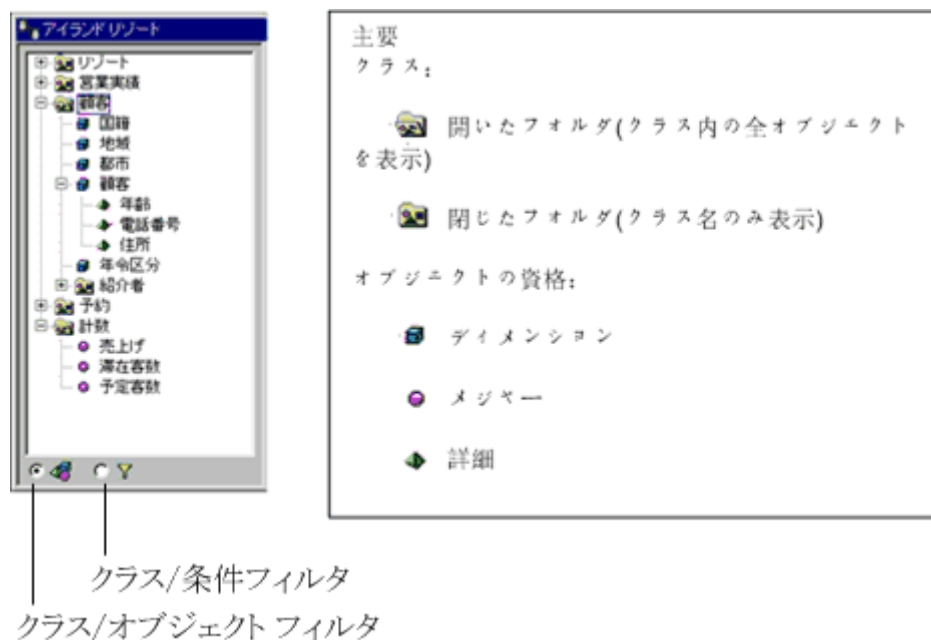 アイランド リゾート
リゾート
営業実績
顧客
国籍
地域
都市
顧客
年齢
電話番号
住所
年令区分
紹介者
予約
計数
売上げ
滞在客数
予定客数
クラス/条件フィルタ
クラス/オブジェクト フィルタ
主要
クラス:
開いたフォルダ(クラス内の全オブジェクト
を表示)
閉じたフォルダ(クラス名のみ表示)
オブジェクトの資格:
ディメンション
メジャー
詳細